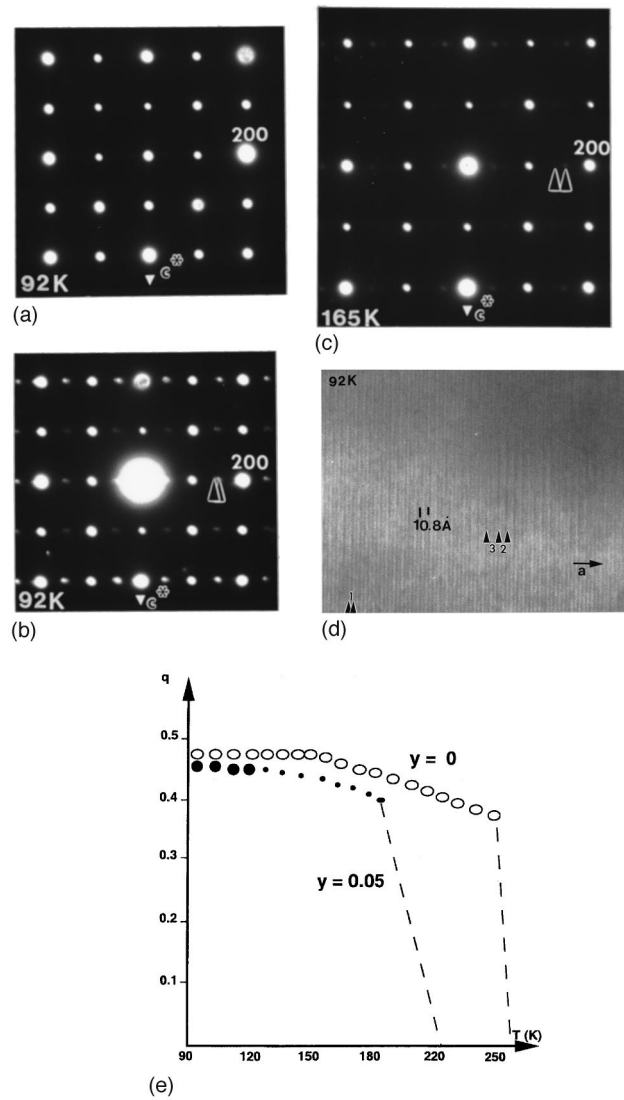 200
92K
c*
(a)
200
165K
c*
(c)
200
92K
c*
(b)
92K
10.8Å
3 2
a
1
(d)
q
0.5
0.4
0.3
0.2
0.1
y = 0
y = 0.05
T (K)
90 120 150 180 220 250
(e)